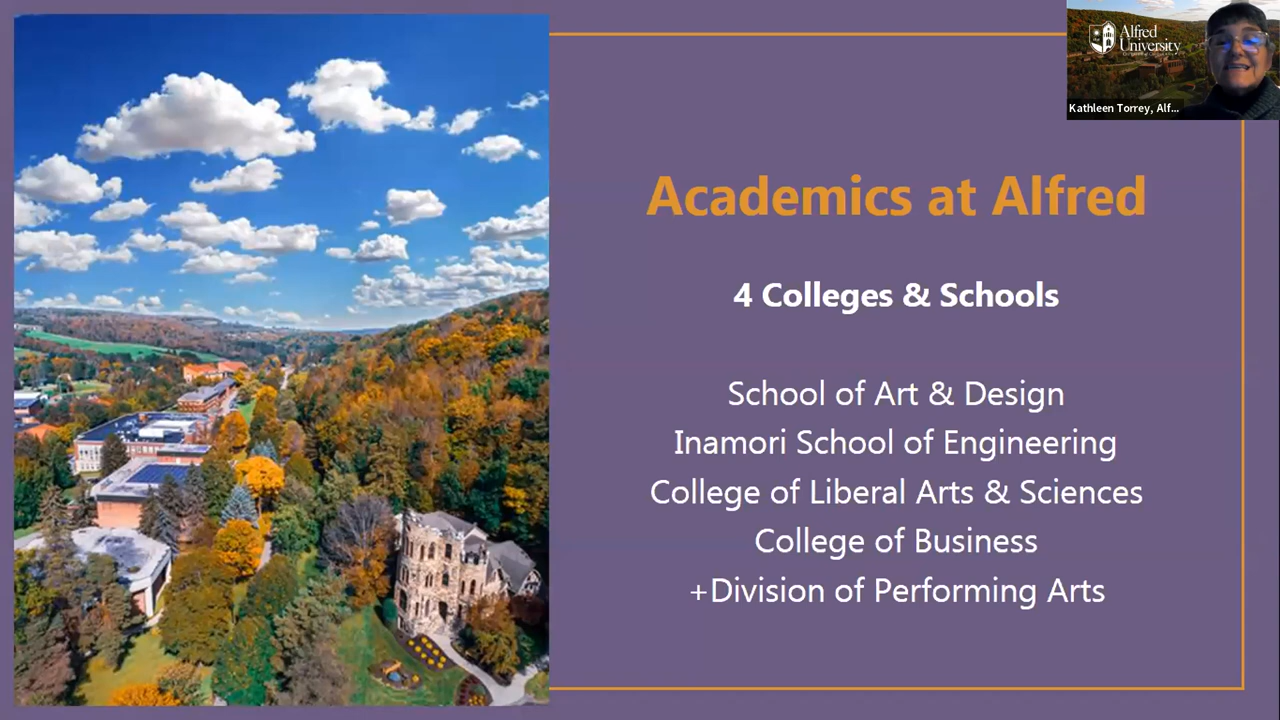 Alfred
University
Kathleen Torrey, Alf...
Academics at Alfred
4 Colleges & Schools
School of Art & Design
Inamori School of Engineering
College of Liberal Arts & Sciences
College of Business
+Division of Performing Arts